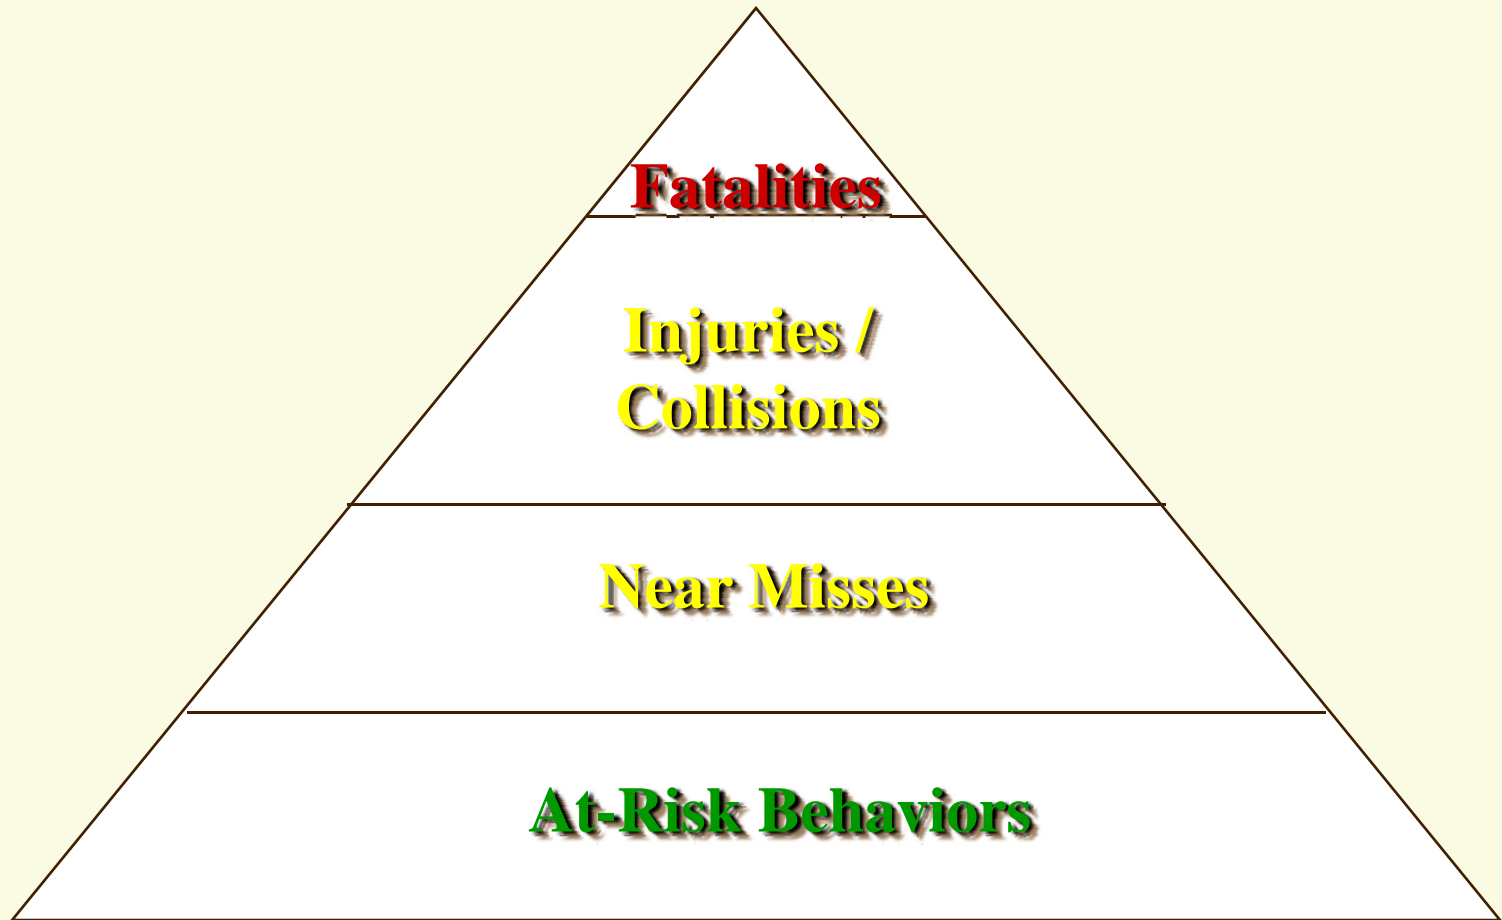 Fatalities
Injuries /
Collisions
Near Misses
At-Risk Behaviors